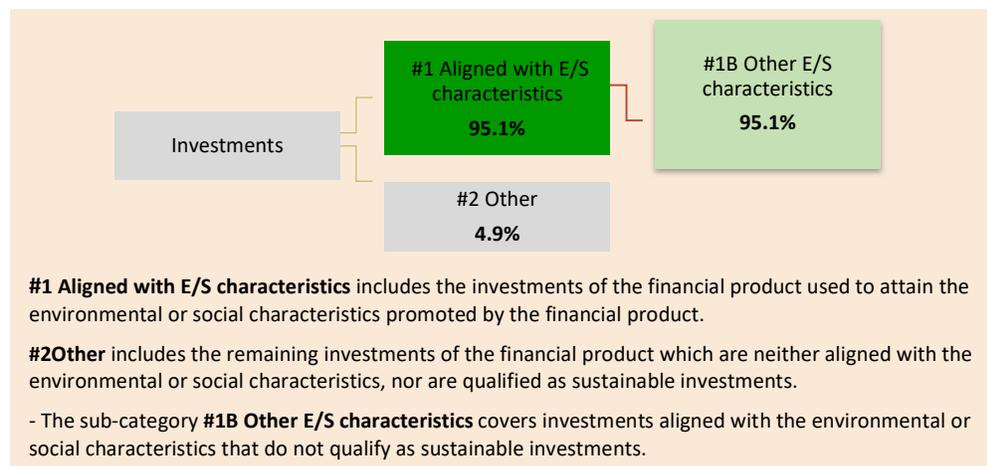 Investments
#1 Aligned with E/S
characteristics
95.1%
#1B Other E/S
characteristics
95.1%
#2 Other
4.9%
#1 Aligned with E/S characteristics includes the investments of the financial product used to attain the
environmental or social characteristics promoted by the financial product.
#2Other includes the remaining investments of the financial product which are neither aligned with the
environmental or social characteristics, nor are qualified as sustainable investments.
- The sub-category #1B Other E/S characteristics covers investments aligned with the environmental or
social characteristics that do not qualify as sustainable investments.